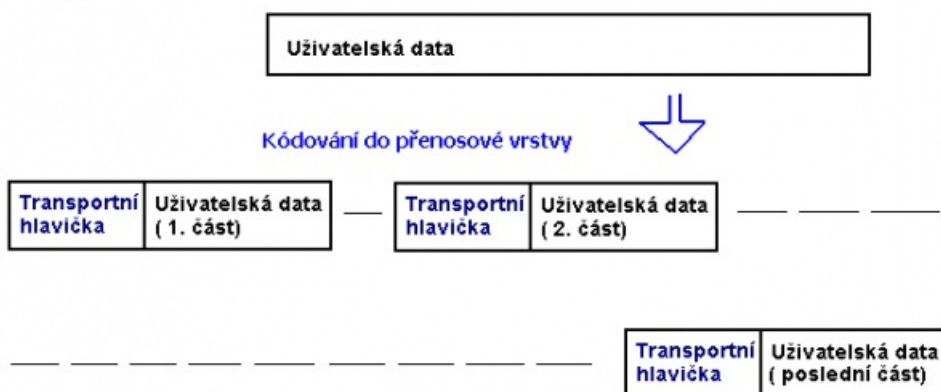 Uživatelská data
Kódování do přenosové vrstvy
Transportní hlavička
Uživatelská data ( 1. část)
Transportní hlavička
Uživatelská data ( 2. část)
Transportní hlavička
Uživatelská data ( poslední část)